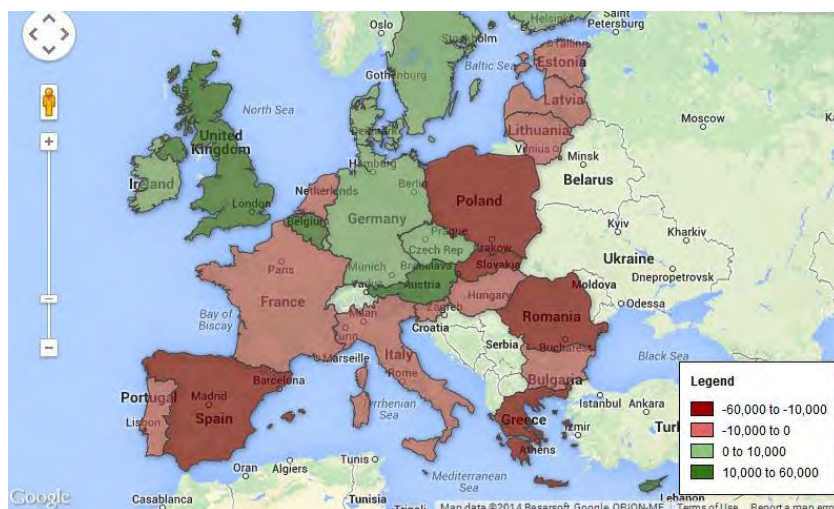 Oslo
Helsinki
Stockholm
Saint
Petersburg
Tallinn
Estonia
Baltic Sea
Gothenburg
Latvia
Moscow
North Sea
Denmark
Lithuania
Vilnius
Minsk
United
Kingdom
Ireland
Hamburg
Belarus
Netherlands
Berlin
Poland
London
Belgium
Germany
Prague
Czech Rep
Krakow
Kyiv
Kharkiv
Ukraine
Paris
Munich
Bratislava
Slovakia
Dnepropetrovsk
Vaduz
Austria
Moldova
France
Hungary
Odessa
Bay of
Biscay
Milan
Zagreb
Romania
Turin
Croatia
Serbia
Bucharest
Marseille
Italy
Black Sea
Portugal
Barcelona
Rome
Bulgaria
Madrid
Lisbon
Spain
Tyrrhenian
Sea
Greece
Istanbul
Ankara
Izmir
Athens
Oran
Algiers
Tunis
Mediterranean
Sea
Casablanca
Tunisia
Lebanon
Legend
-60,000 to -10,000
-10,000 to 0
0 to 10,000
10,000 to 60,000
Google
Map data ©2014 Basarsoft, Google, ORION-ME
Terms of Use
Report a map error